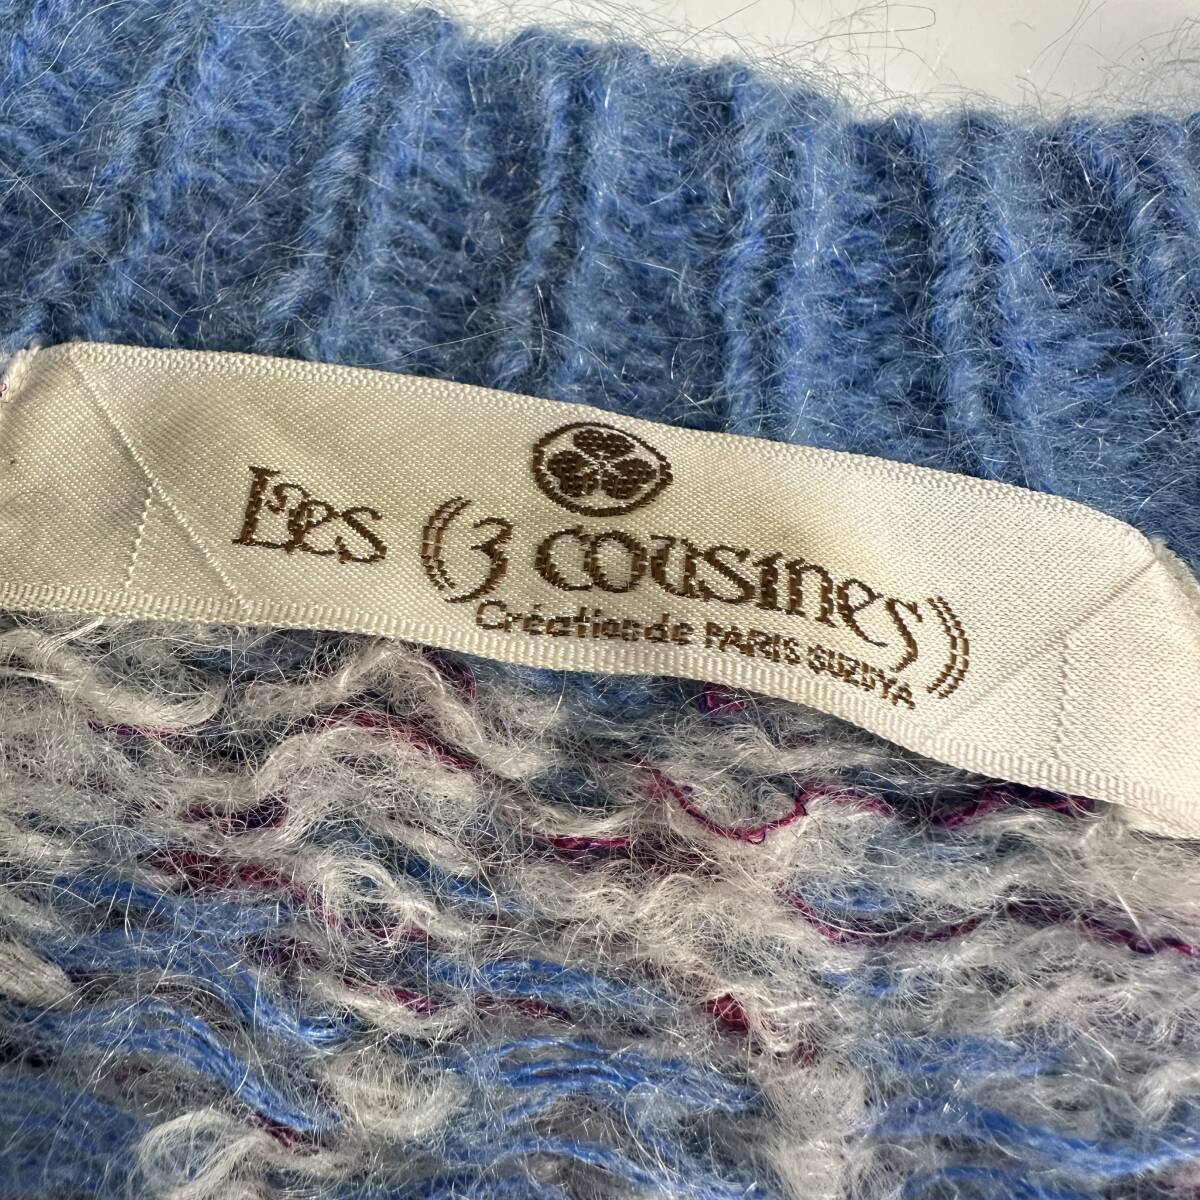 Les (3 cousines)
Création de PARIS SUZUYA